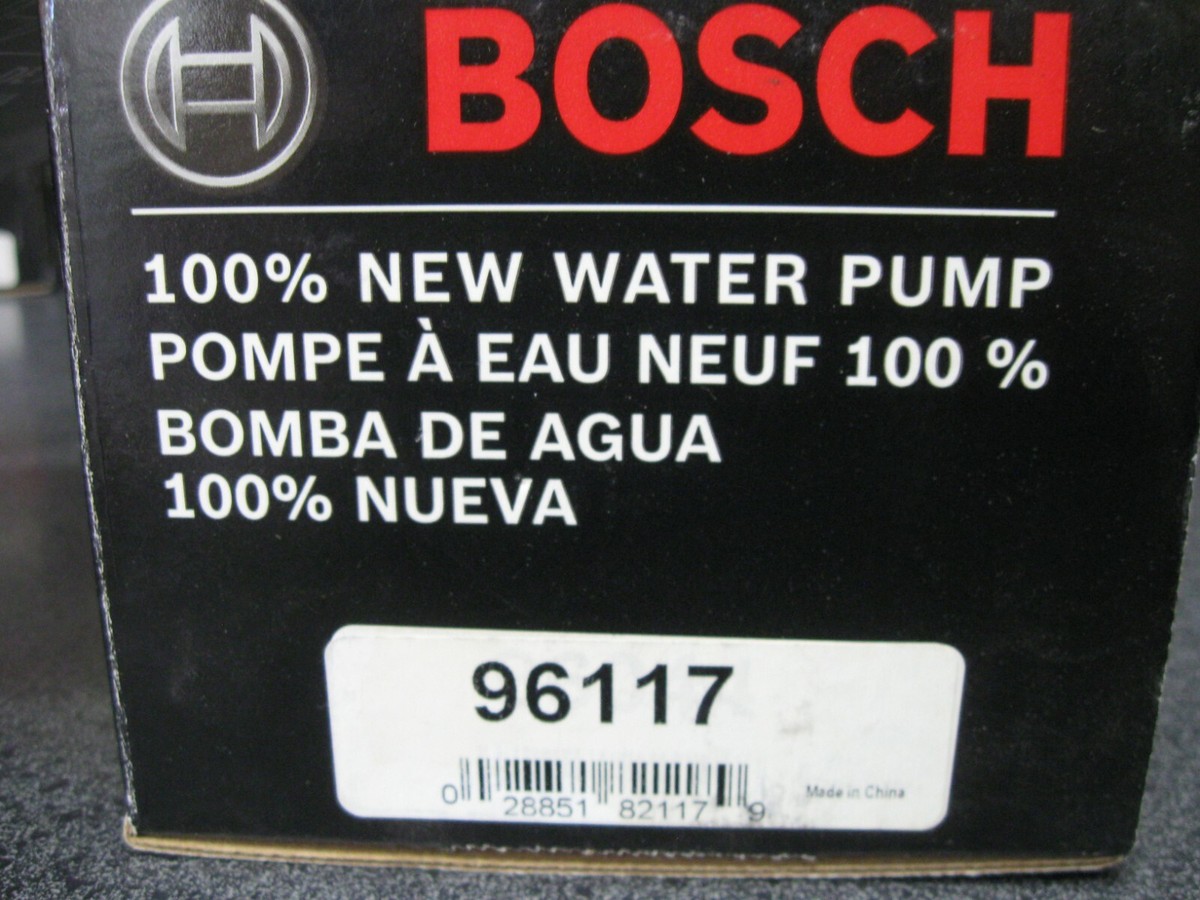 BOSCH
100% NEW WATER PUMP
POMPE À EAU NEUF 100 %
BOMBA DE AGUA
100% NUEVA
96117
0 28851 82117 9
Made in China